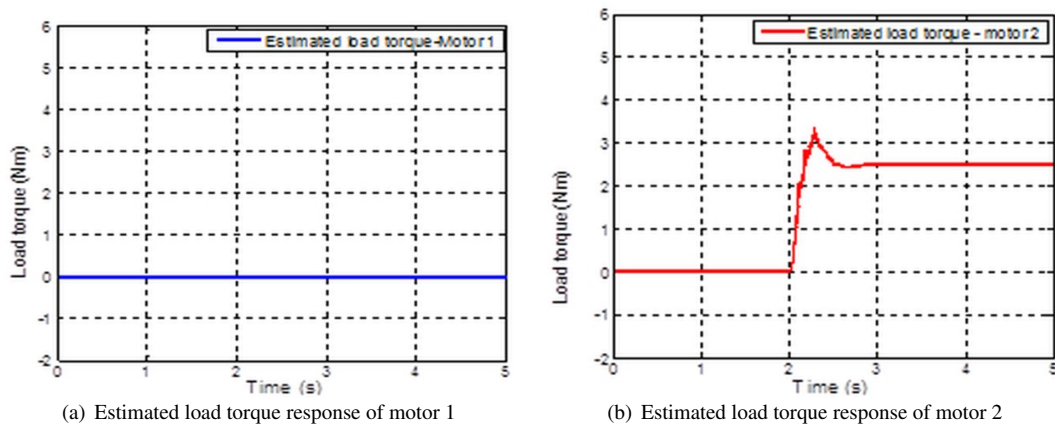 Estimated load torque-Motor 1
Load torque (Nm)
6
5
4
3
2
1
0
-1
-2
0 1 2 3 4 5
Time (s)
(a) Estimated load torque response of motor 1
Estimated load torque - motor 2
Load torque (Nm)
6
5
4
3
2
1
0
-1
-2
0 1 2 3 4 5
Time (s)
(b) Estimated load torque response of motor 2